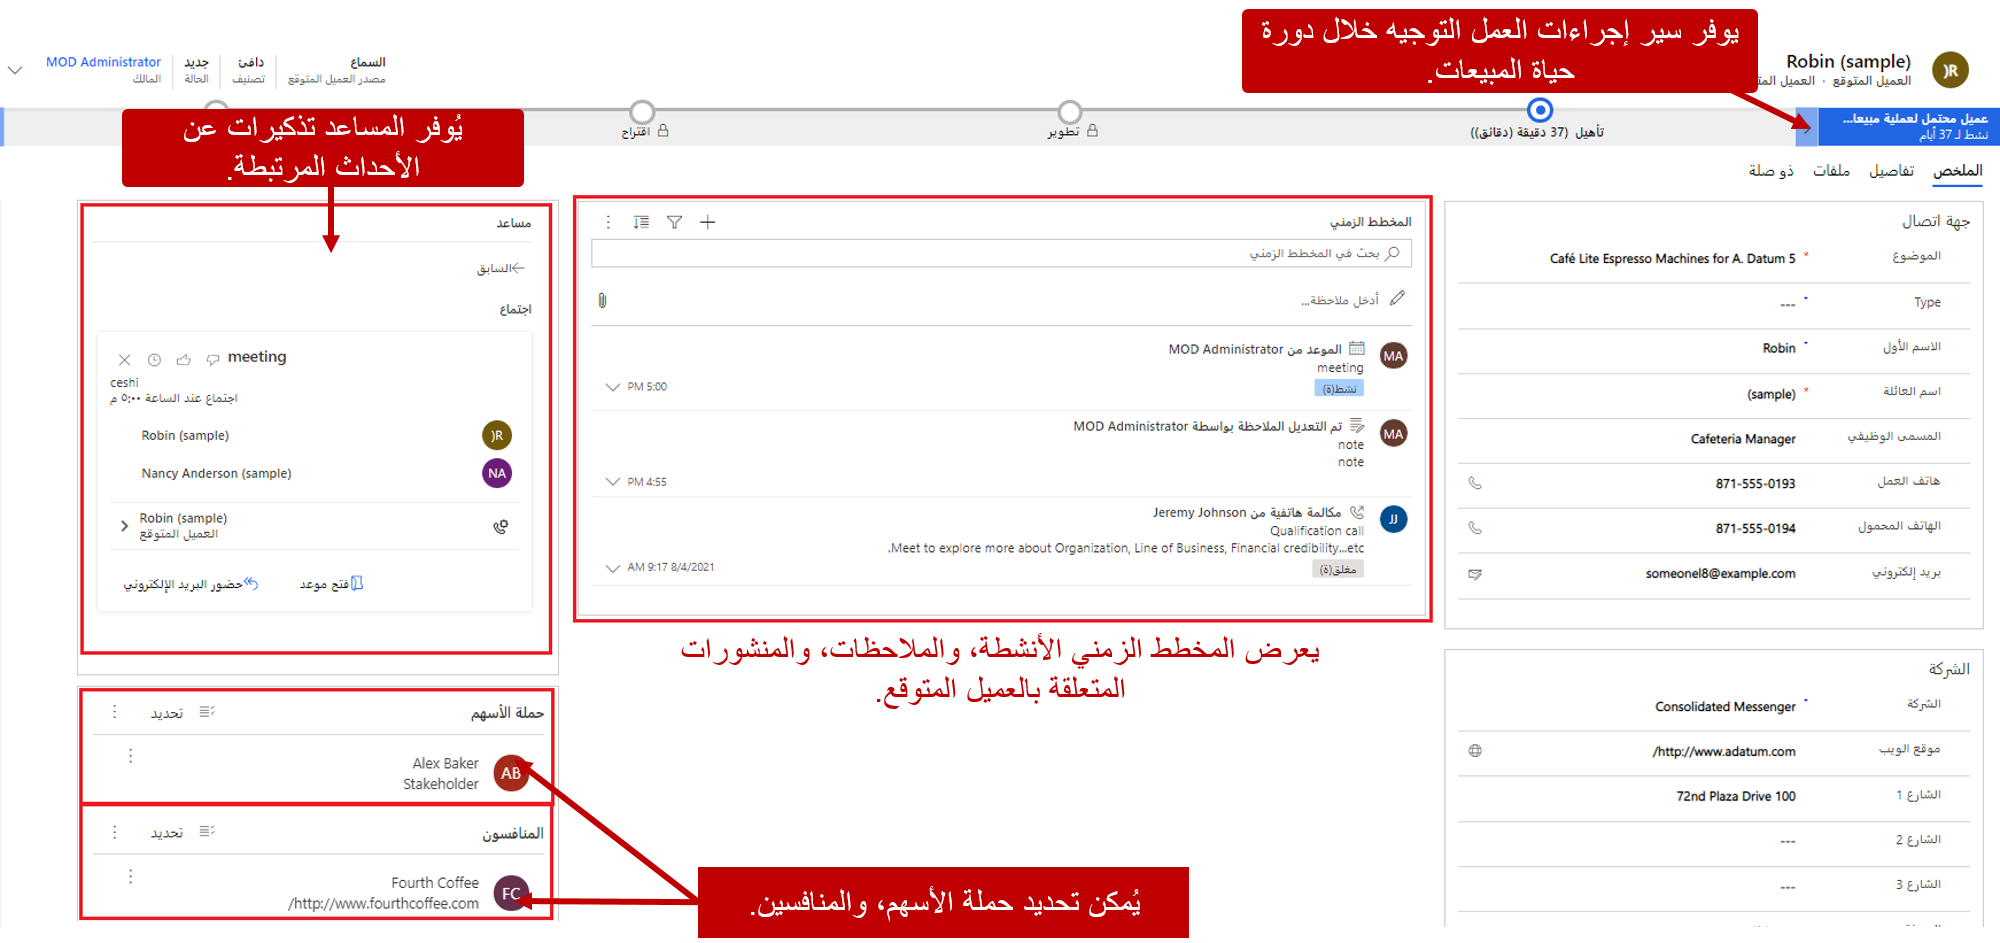 يوفر سير إجراءات العمل التوجيه خلال دورة
حياة المبيعات.
Robin (sample)
العميل المتوقع · العميل
)R
السماع
مصدر العميل المتوقع
دافئ
تصنيف
جديد
الحالة
MOD Administrator
المالك
عميل محتمل لعملية مبيعا...
نشط لـ 37 أيام
تأهيل (37 دقيقة (دقائق))
تطوير
اقتراح
يُوفر المساعد تذكيرات عن
الأحداث المرتبطة.
الملخص
تفاصيل
ملفات
ذو صلة
جهة اتصال
الموضوع
* Café Lite Espresso Machines for A. Datum 5
Type
---
الاسم الأول
Robin
اسم العائلة
* (sample)
المسمى الوظيفي
Cafeteria Manager
هاتف العمل
871-555-0193
الهاتف المحمول
871-555-0194
بريد إلكتروني
someonel8@example.com
الشركة
الشركة
Consolidated Messenger
موقع الويب
/http://www.adatum.com
الشارع 1
72nd Plaza Drive 100
الشارع 2
---
الشارع 3
---
المخطط الزمني
بحث في المخطط الزمني
أدخل ملاحظة...
MA
الموعد من MOD Administrator
meeting
نشط(ة)
PM 5:00
MA
تم التعديل الملاحظة بواسطة MOD Administrator
note
note
PM 4:55
JJ
مكالمة هاتفية من Jeremy Johnson
Qualification call
.Meet to explore more about Organization, Line of Business, Financial credibility...etc
مغلق(ة)
AM 9:17 8/4/2021
يعرض المخطط الزمني الأنشطة، والملاحظات، والمنشورات
المتعلقة بالعميل المتوقع.
مساعد
السابق
اجتماع
meeting
ceshi
اجتماع عند الساعة ٥:٠٠ م
Robin (sample)
)R
Nancy Anderson (sample)
NA
Robin (sample)
العميل المتوقع
فتح موعد
حضور البريد الإلكتروني
حملة الأسهم
تحديد
Alex Baker
Stakeholder
AB
المنافسون
تحديد
Fourth Coffee
/http://www.fourthcoffee.com
FC
يُمكن تحديد حملة الأسهم، والمنافسين.